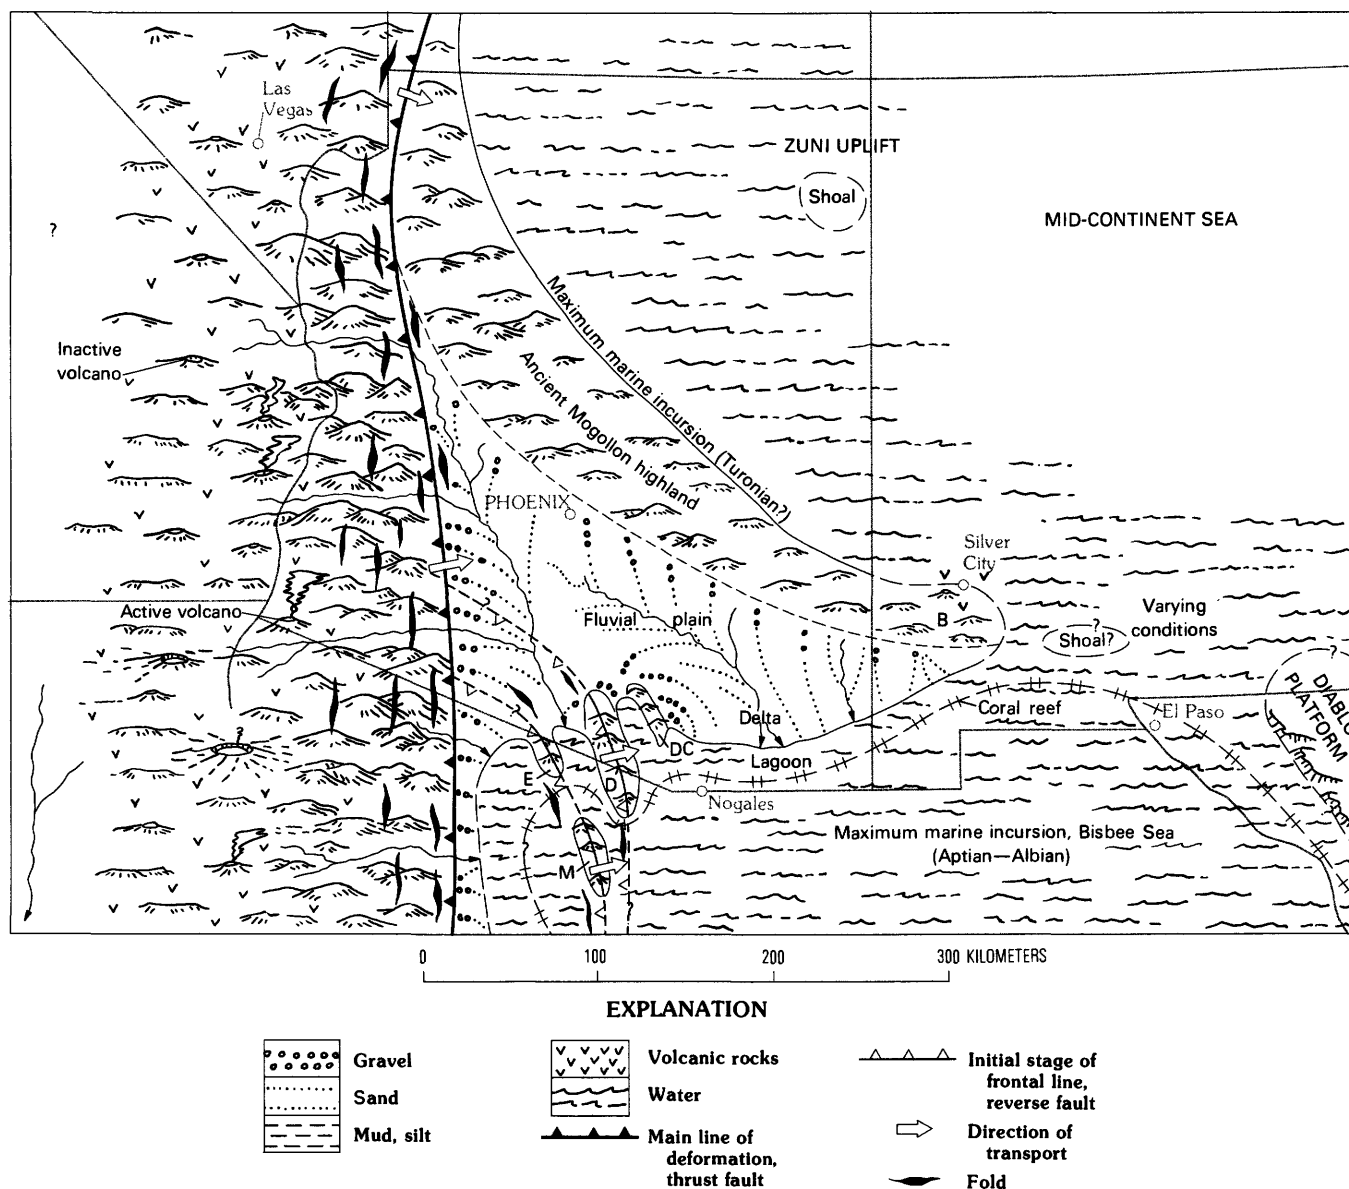 Las
Vegas
ZUNI UPLIFT
Shoal
MID-CONTINENT SEA
?
Maximum marine incursion (Turonian?)
Inactive
volcano
Ancient Mogollon highland
PHOENIX
Silver
City
Active volcano
?
Fluvial plain
B
?
Shoal?
Varying
conditions
?
DIABLO
PLATFORM
?
Coral reef
El Paso
?
Delta
DC
Lagoon
E
D
Nogales
Maximum marine incursion, Bisbee Sea
(Aptian—Albian)
M
0 100 200 300 KILOMETERS
EXPLANATION
Gravel
Sand
Mud, silt
Volcanic rocks
Water
Main line of
deformation,
thrust fault
Initial stage of
frontal line,
reverse fault
Direction of
transport
Fold